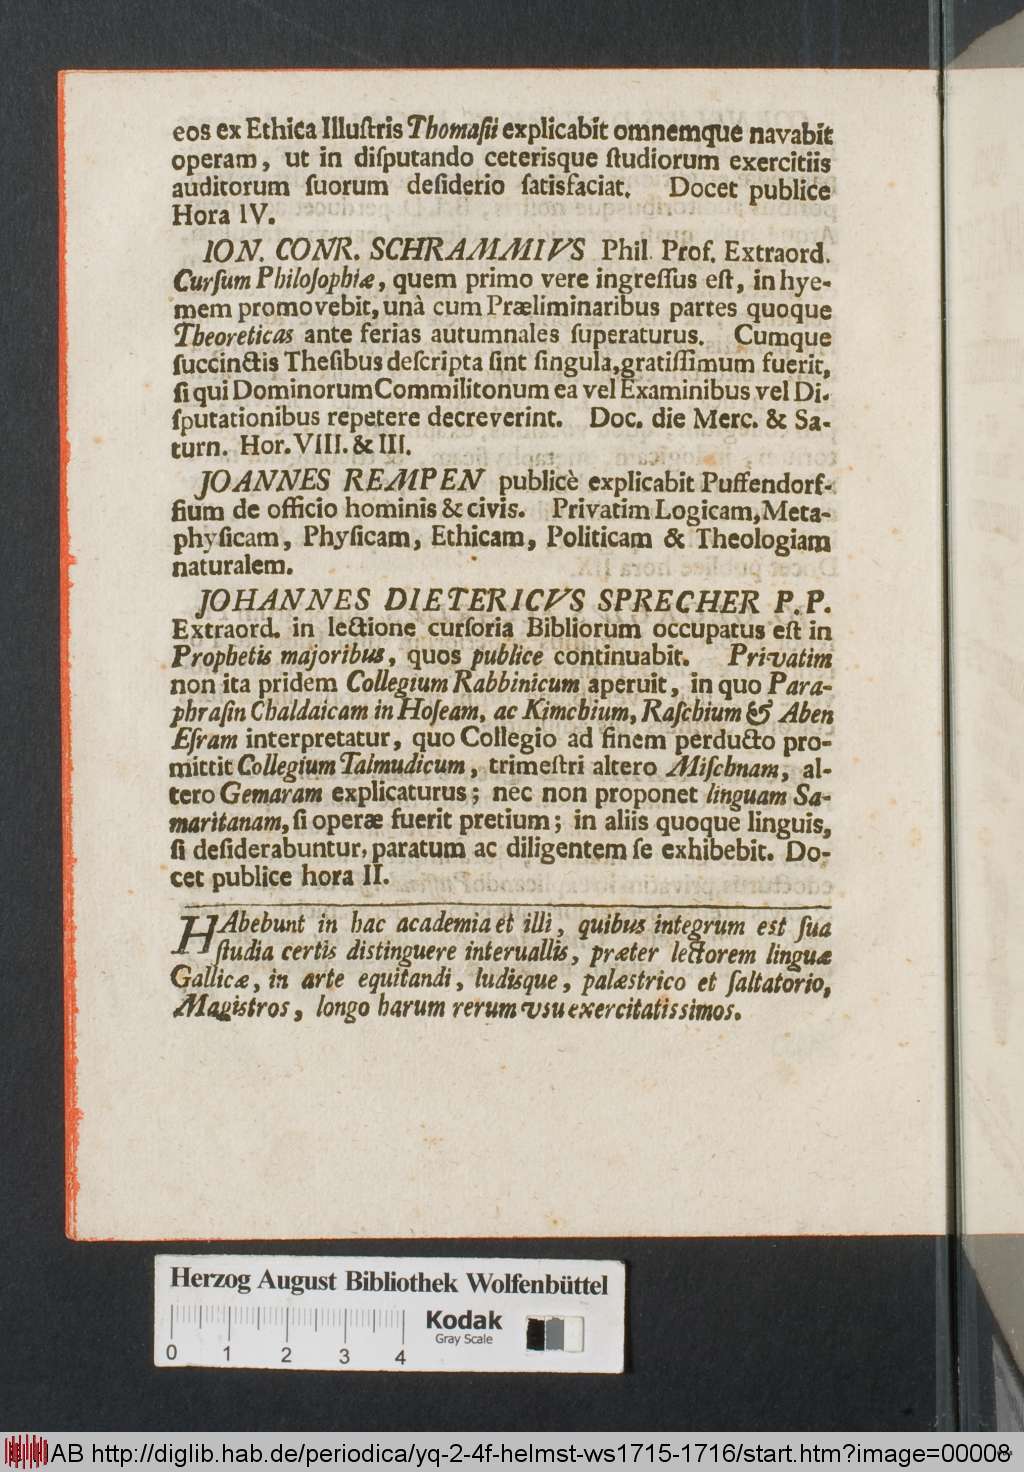 eos ex Ethica Illuſtris Thomaſii explicabit omnemque navabit
operam, ut in diſputando ceterisque ſtudiorum exercitiis
auditorum ſuorum deſiderio ſatisfaciat. Docet publice
Hora IV.
ION. CONR. SCHRAMMIVS Phil. Prof. Extraord.
Curſum Philoſophiæ, quem primo vere ingreſſus eſt, in hye-
mem promovebit, unà cum Præliminaribus partes quoque
Theoreticas ante ferias autumnales ſuperaturus. Cumque
ſuccinctis Theſibus deſcripta ſint ſingula, gratiſſimum fuerit,
ſi qui Dominorum Commilitonum ea vel Examinibus vel Di-
ſputationibus repetere decreverint. Doc. die Merc. & Sa-
turn. Hor. VIII. & III.
JOANNES REMPEN publicè explicabit Puffendorf-
fium de officio hominis & civis. Privatim Logicam, Meta-
phyſicam, Phyſicam, Ethicam, Politicam & Theologiam
naturalem.
JOHANNES DIETERICVS SPRECHER P. P.
Extraord. in lectione curſoria Bibliorum occupatus eſt in
Prophetis majoribus, quos publice continuabit. Privatim
non ita pridem Collegium Rabbinicum aperuit, in quo Para-
phraſin Chaldaicam in Hoſeam, ac Kimchium, Raſchium & Aben
Eſram interpretatur, quo Collegio ad finem perducto pro-
mittit Collegium Talmudicum, trimeſtri altero Miſchnam, al-
tero Gemaram explicaturus; nec non proponet linguam Sa-
maritanam, ſi operæ fuerit pretium; in aliis quoque linguis,
ſi deſiderabuntur, paratum ac diligentem ſe exhibebit. Do-
cet publice hora II.
HAbebunt in hac academia et illi, quibus integrum est ſua
ſtudia certis distinguere interuallis, præter lectorem linguæ
Gallicæ, in arte equitandi, ludisque, palæstrico et ſaltatorio,
Magistros, longo harum rerum vsu exercitatissimos.
Herzog August Bibliothek Wolfenbüttel
Kodak
Gray Scale
0 1 2 3 4
HAB http://diglib.hab.de/periodica/yq-2-4f-helmst-ws1715-1716/start.htm?image=00008